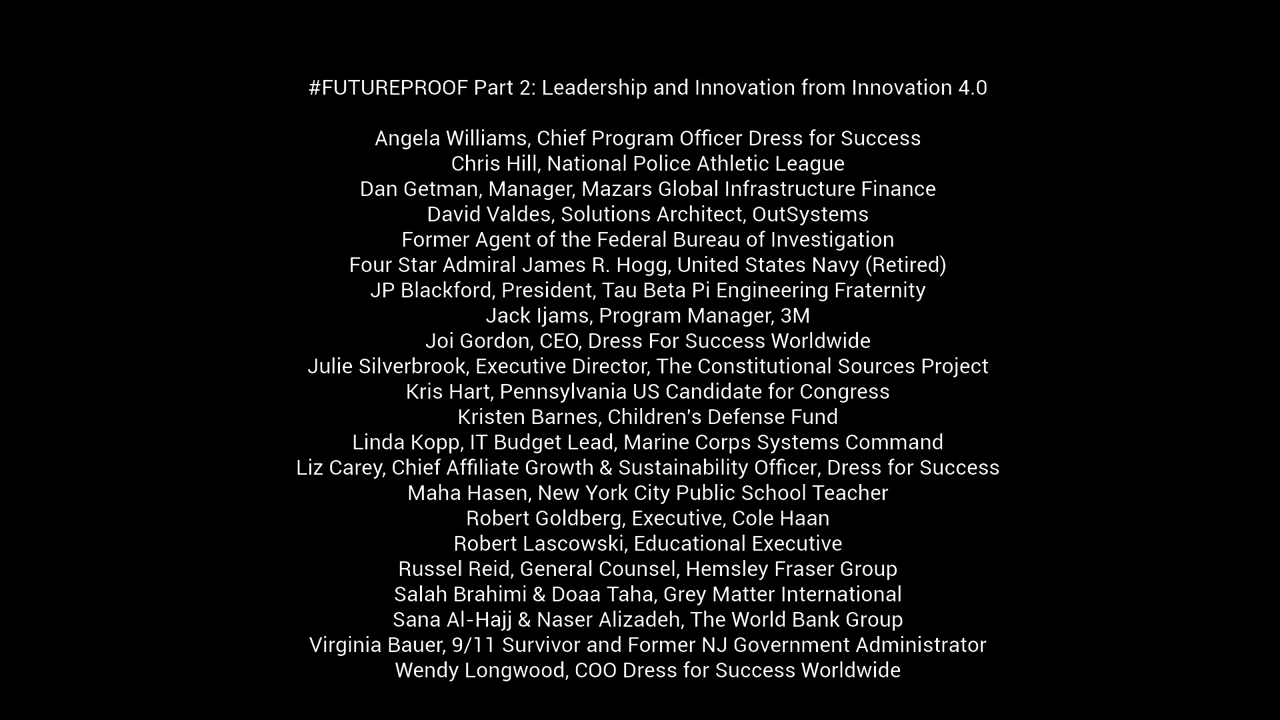 #FUTUREPROOF Part 2: Leadership and Innovation from Innovation 4.0
Angela Williams, Chief Program Officer Dress for Success
Chris Hill, National Police Athletic League
Dan Getman, Manager, Mazars Global Infrastructure Finance
David Valdes, Solutions Architect, OutSystems
Former Agent of the Federal Bureau of Investigation
Four Star Admiral James R. Hogg, United States Navy (Retired)
JP Blackford, President, Tau Beta Pi Engineering Fraternity
Jack Ijams, Program Manager, 3M
Joi Gordon, CEO, Dress For Success Worldwide
Julie Silverbrook, Executive Director, The Constitutional Sources Project
Kris Hart, Pennsylvania US Candidate for Congress
Kristen Barnes, Children's Defense Fund
Linda Kopp, IT Budget Lead, Marine Corps Systems Command
Liz Carey, Chief Affiliate Growth & Sustainability Officer, Dress for Success
Maha Hasen, New York City Public School Teacher
Robert Goldberg, Executive, Cole Haan
Robert Lascowski, Educational Executive
Russel Reid, General Counsel, Hemsley Fraser Group
Salah Brahimi & Doaa Taha, Grey Matter International
Sana Al-Hajj & Naser Alizadeh, The World Bank Group
Virginia Bauer, 9/11 Survivor and Former NJ Government Administrator
Wendy Longwood, COO Dress for Success Worldwide